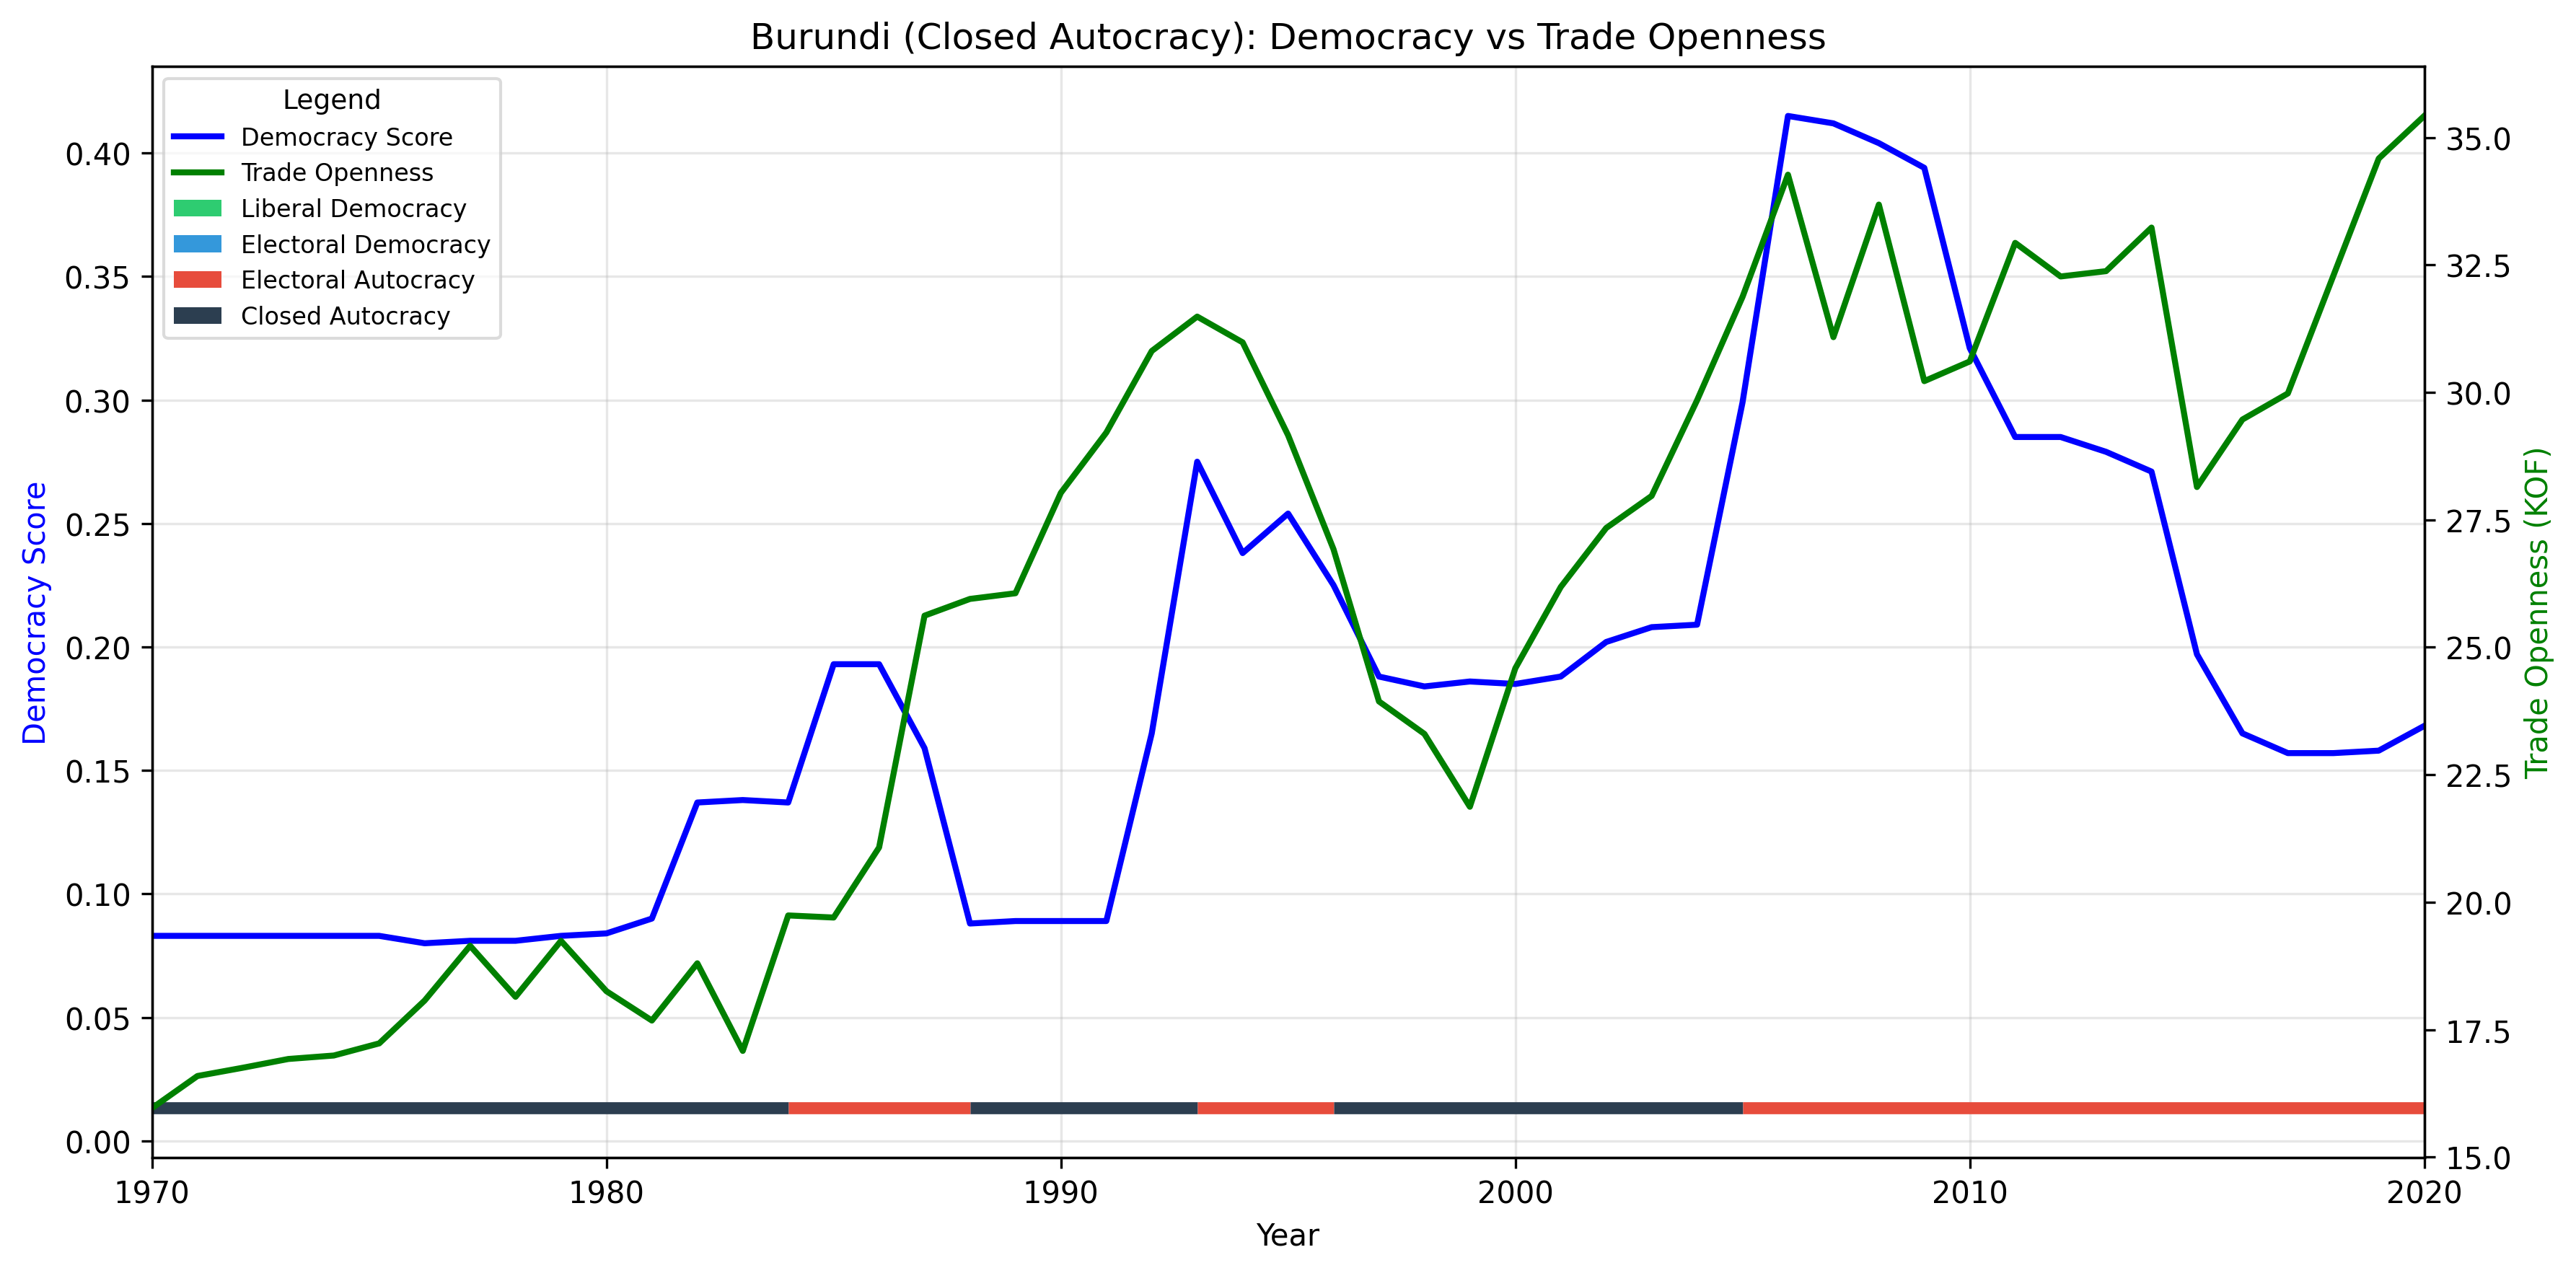 Burundi (Closed Autocracy): Democracy vs Trade Openness
Legend
Democracy Score
Trade Openness
Liberal Democracy
Electoral Democracy
Electoral Autocracy
Closed Autocracy
Democracy Score
0.40
0.35
0.30
0.25
0.20
0.15
0.10
0.05
0.00
35.0
32.5
30.0
27.5
25.0
22.5
20.0
17.5
15.0
Trade Openness (KOF)
1970 1980 1990 2000 2010 2020
Year